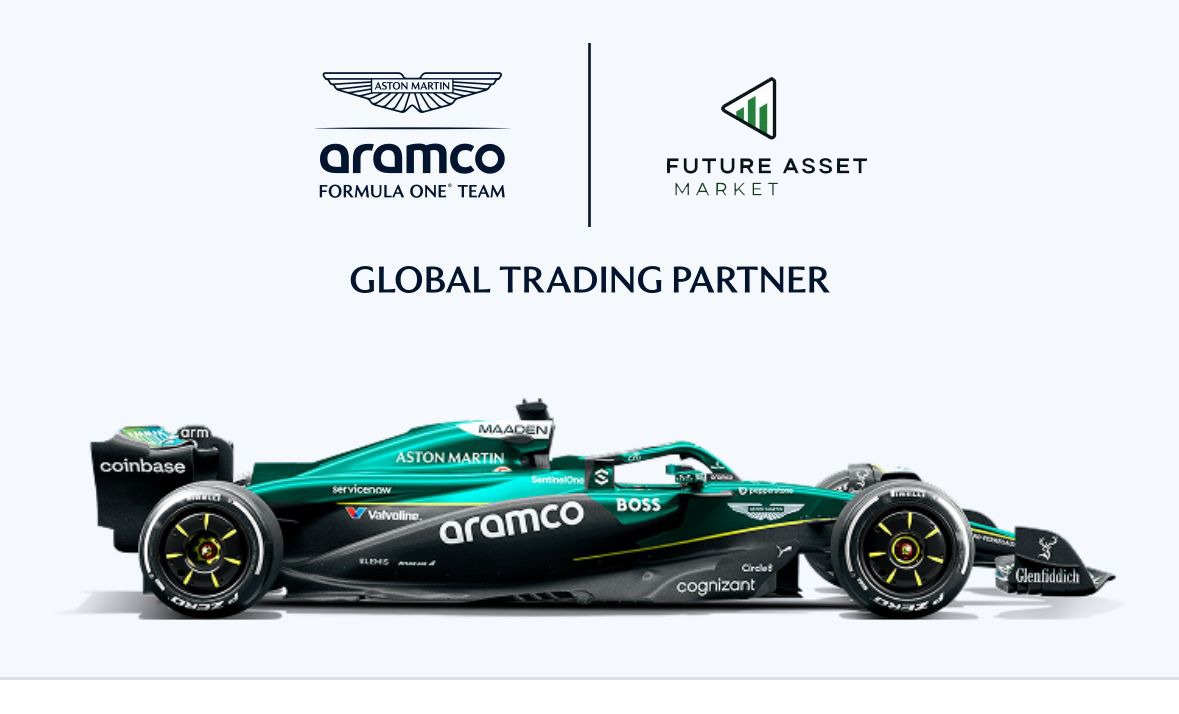 ASTON MARTIN
aramco
FORMULA ONE® TEAM
FUTURE ASSET
MARKET
GLOBAL TRADING PARTNER
MAADEN
arm
coinbase
ASTON MARTIN
SentinelOne
servicenow
Valvoline
aramco
BOSS
pepperstone
PIRELLI
PIRELLI
ELEMIS
Circle
cognizant
Glenfiddich
P ZERO
P ZERO